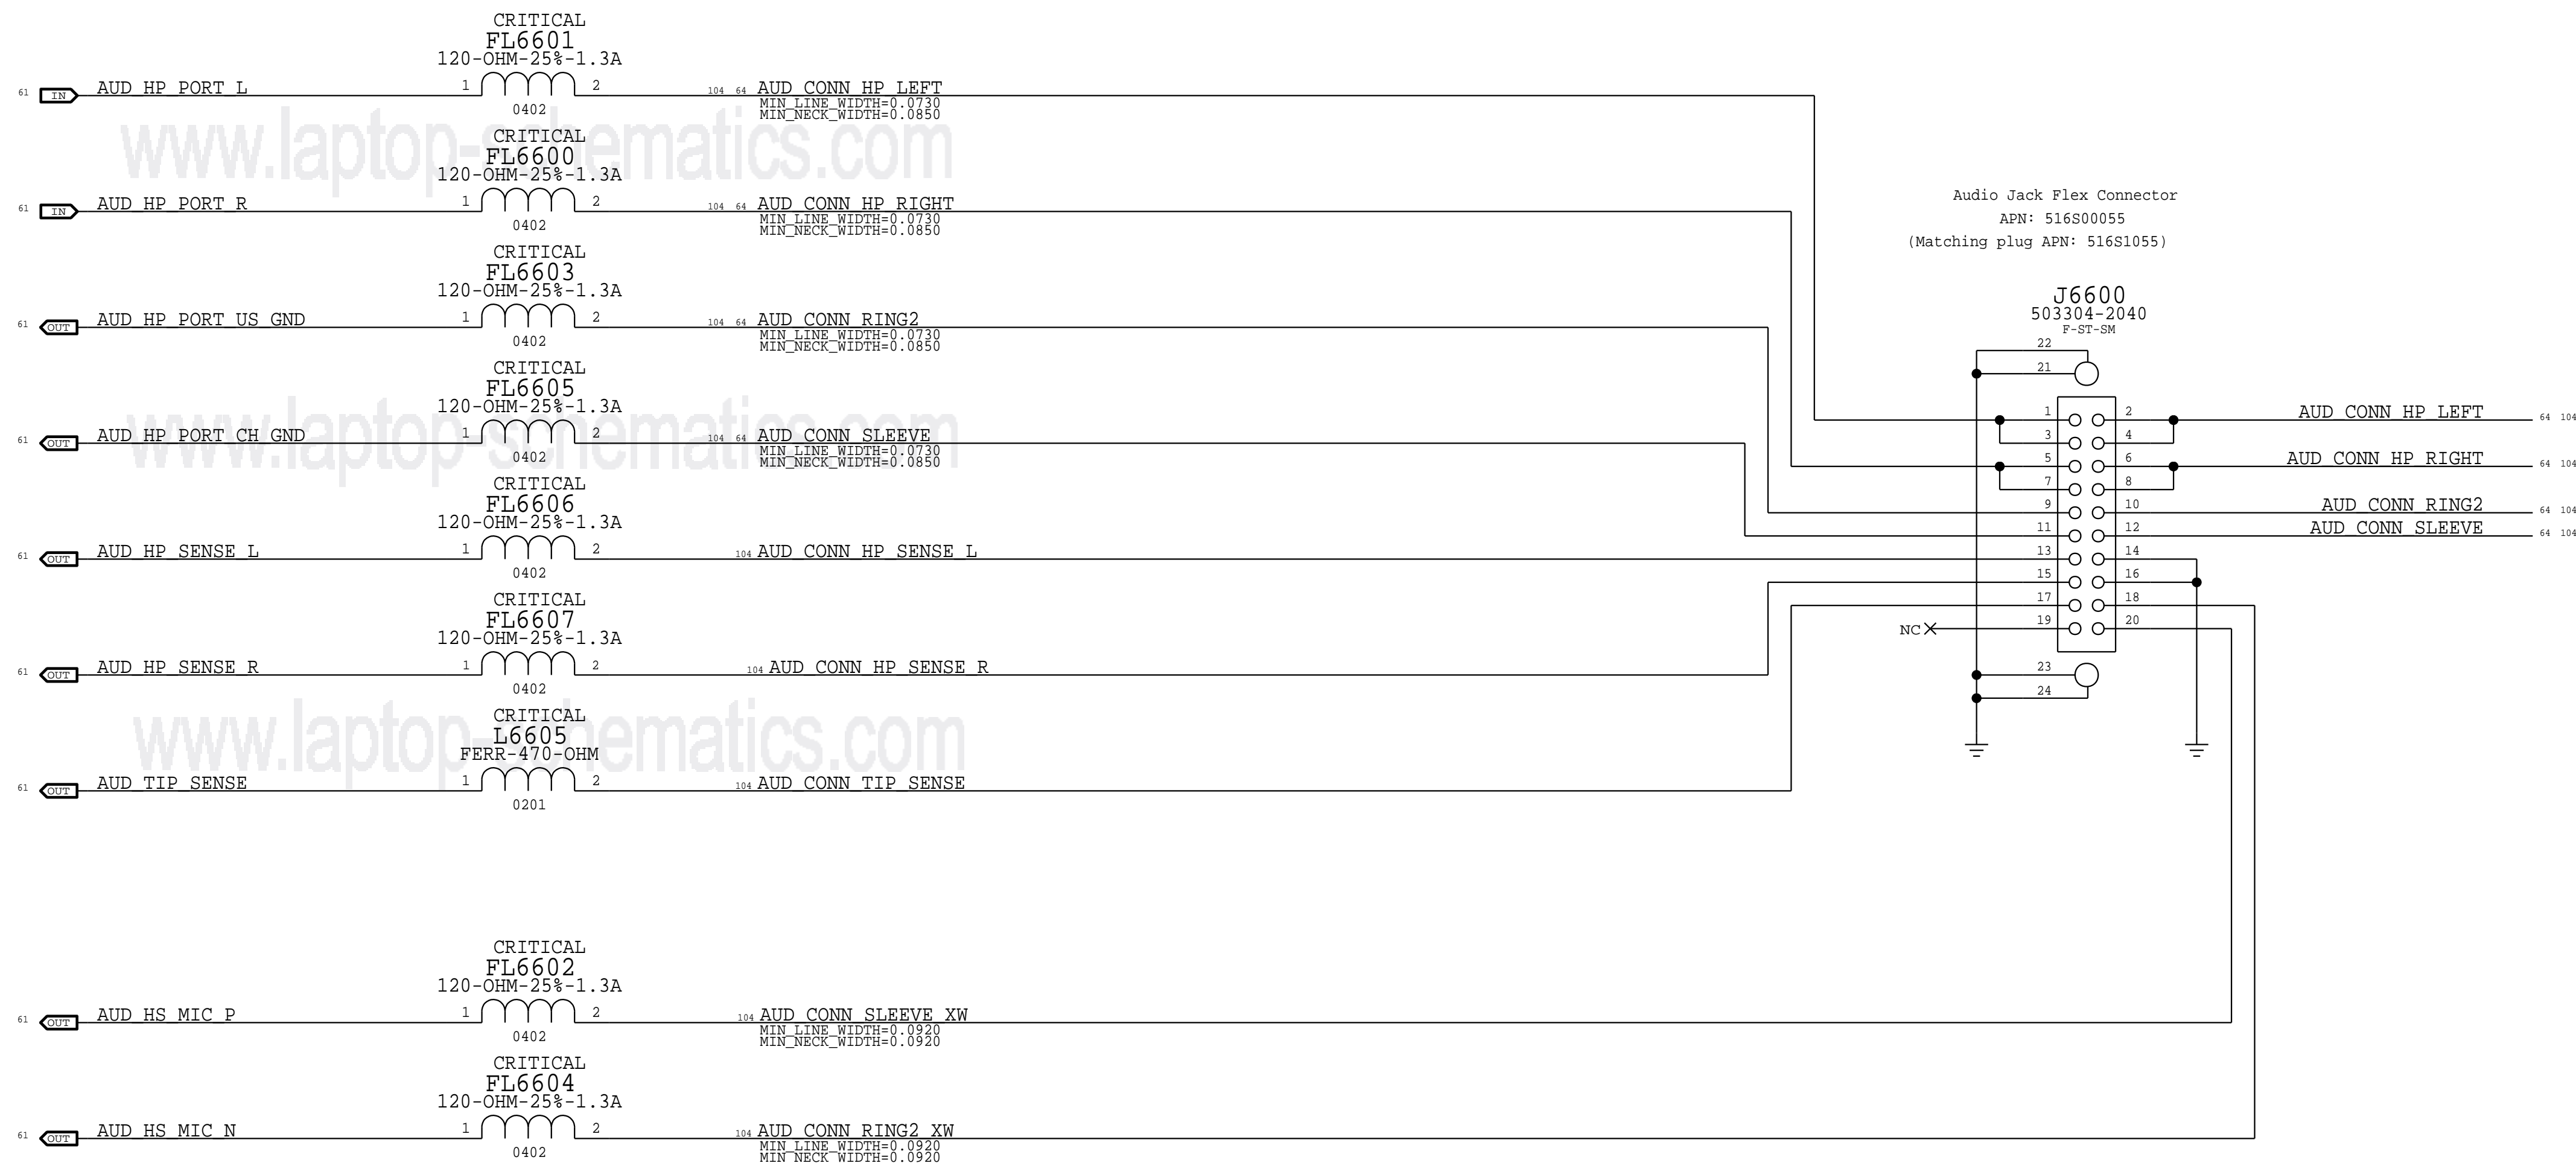 CRITICAL
FL6601
120-OHM-25%-1.3A
61 IN AUD_HP_PORT_L 1 2 104 64 AUD_CONN_HP_LEFT
0402
MIN_LINE_WIDTH=0.0730
MIN_NECK_WIDTH=0.0850
www.laptop-schematics.com
CRITICAL
FL6600
120-OHM-25%-1.3A
61 IN AUD_HP_PORT_R 1 2 104 64 AUD_CONN_HP_RIGHT
0402
MIN_LINE_WIDTH=0.0730
MIN_NECK_WIDTH=0.0850
CRITICAL
FL6603
120-OHM-25%-1.3A
61 OUT AUD_HP_PORT_US_GND 1 2 104 64 AUD_CONN_RING2
0402
MIN_LINE_WIDTH=0.0730
MIN_NECK_WIDTH=0.0850
CRITICAL
FL6605
120-OHM-25%-1.3A
61 OUT AUD_HP_PORT_CH_GND 1 2 104 64 AUD_CONN_SLEEVE
0402
MIN_LINE_WIDTH=0.0730
MIN_NECK_WIDTH=0.0850
www.laptop-schematics.com
CRITICAL
FL6606
120-OHM-25%-1.3A
61 OUT AUD_HP_SENSE_L 1 2 104 AUD_CONN_HP_SENSE_L
0402
CRITICAL
FL6607
120-OHM-25%-1.3A
61 OUT AUD_HP_SENSE_R 1 2 104 AUD_CONN_HP_SENSE_R
0402
www.laptop-schematics.com
CRITICAL
L6605
FERR-470-OHM
61 OUT AUD_TIP_SENSE 1 2 104 AUD_CONN_TIP_SENSE
0201
CRITICAL
FL6602
120-OHM-25%-1.3A
61 OUT AUD_HS_MIC_P 1 2 104 AUD_CONN_SLEEVE_XW
0402
MIN_LINE_WIDTH=0.0920
MIN_NECK_WIDTH=0.0920
CRITICAL
FL6604
120-OHM-25%-1.3A
61 OUT AUD_HS_MIC_N 1 2 104 AUD_CONN_RING2_XW
0402
MIN_LINE_WIDTH=0.0920
MIN_NECK_WIDTH=0.0920
Audio Jack Flex Connector
APN: 516S00055
(Matching plug APN: 516S1055)
J6600
503304-2040
F-ST-SM
22
21
1 2 AUD_CONN_HP_LEFT 64 104
3 4
5 6 AUD_CONN_HP_RIGHT 64 104
7 8
9 10 AUD_CONN_RING2 64 104
11 12 AUD_CONN_SLEEVE 64 104
13 14
15 16
17 18
NC 19 20
23
24